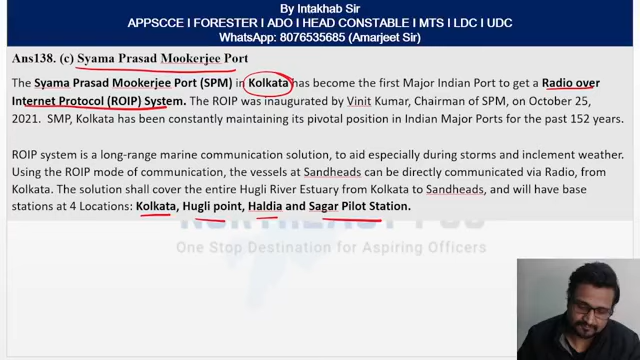 By Intakhab Sir
APPSCCE I FORESTER I ADO I HEAD CONSTABLE I MTS I LDC I UDC
WhatsApp: 8076535685 (Amarjeet Sir)
Ans138. (c) Syama Prasad Mookerjee Port
The Syama Prasad Mookerjee Port (SPM) in Kolkata has become the first Major Indian Port to get a Radio over
Internet Protocol (ROIP) System. The ROIP was inaugurated by Vinit Kumar, Chairman of SPM, on October 25,
2021. SMP, Kolkata has been constantly maintaining its pivotal position in Indian Major Ports for the past 152 years.
ROIP system is a long-range marine communication solution, to aid especially during storms and inclement weather.
Using the ROIP mode of communication, the vessels at Sandheads can be directly communicated via Radio, from
Kolkata. The solution shall cover the entire Hugli River Estuary from Kolkata to Sandheads, and will have base
stations at 4 Locations: Kolkata, Hugli point, Haldia and Sagar Pilot Station.
One Stop Destination for Aspiring Officers